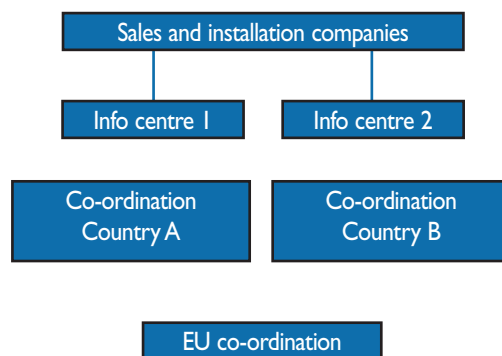 Sales and installation companies
Info centre 1
Info centre 2
Co-ordination
Country A
Co-ordination
Country B
EU co-ordination